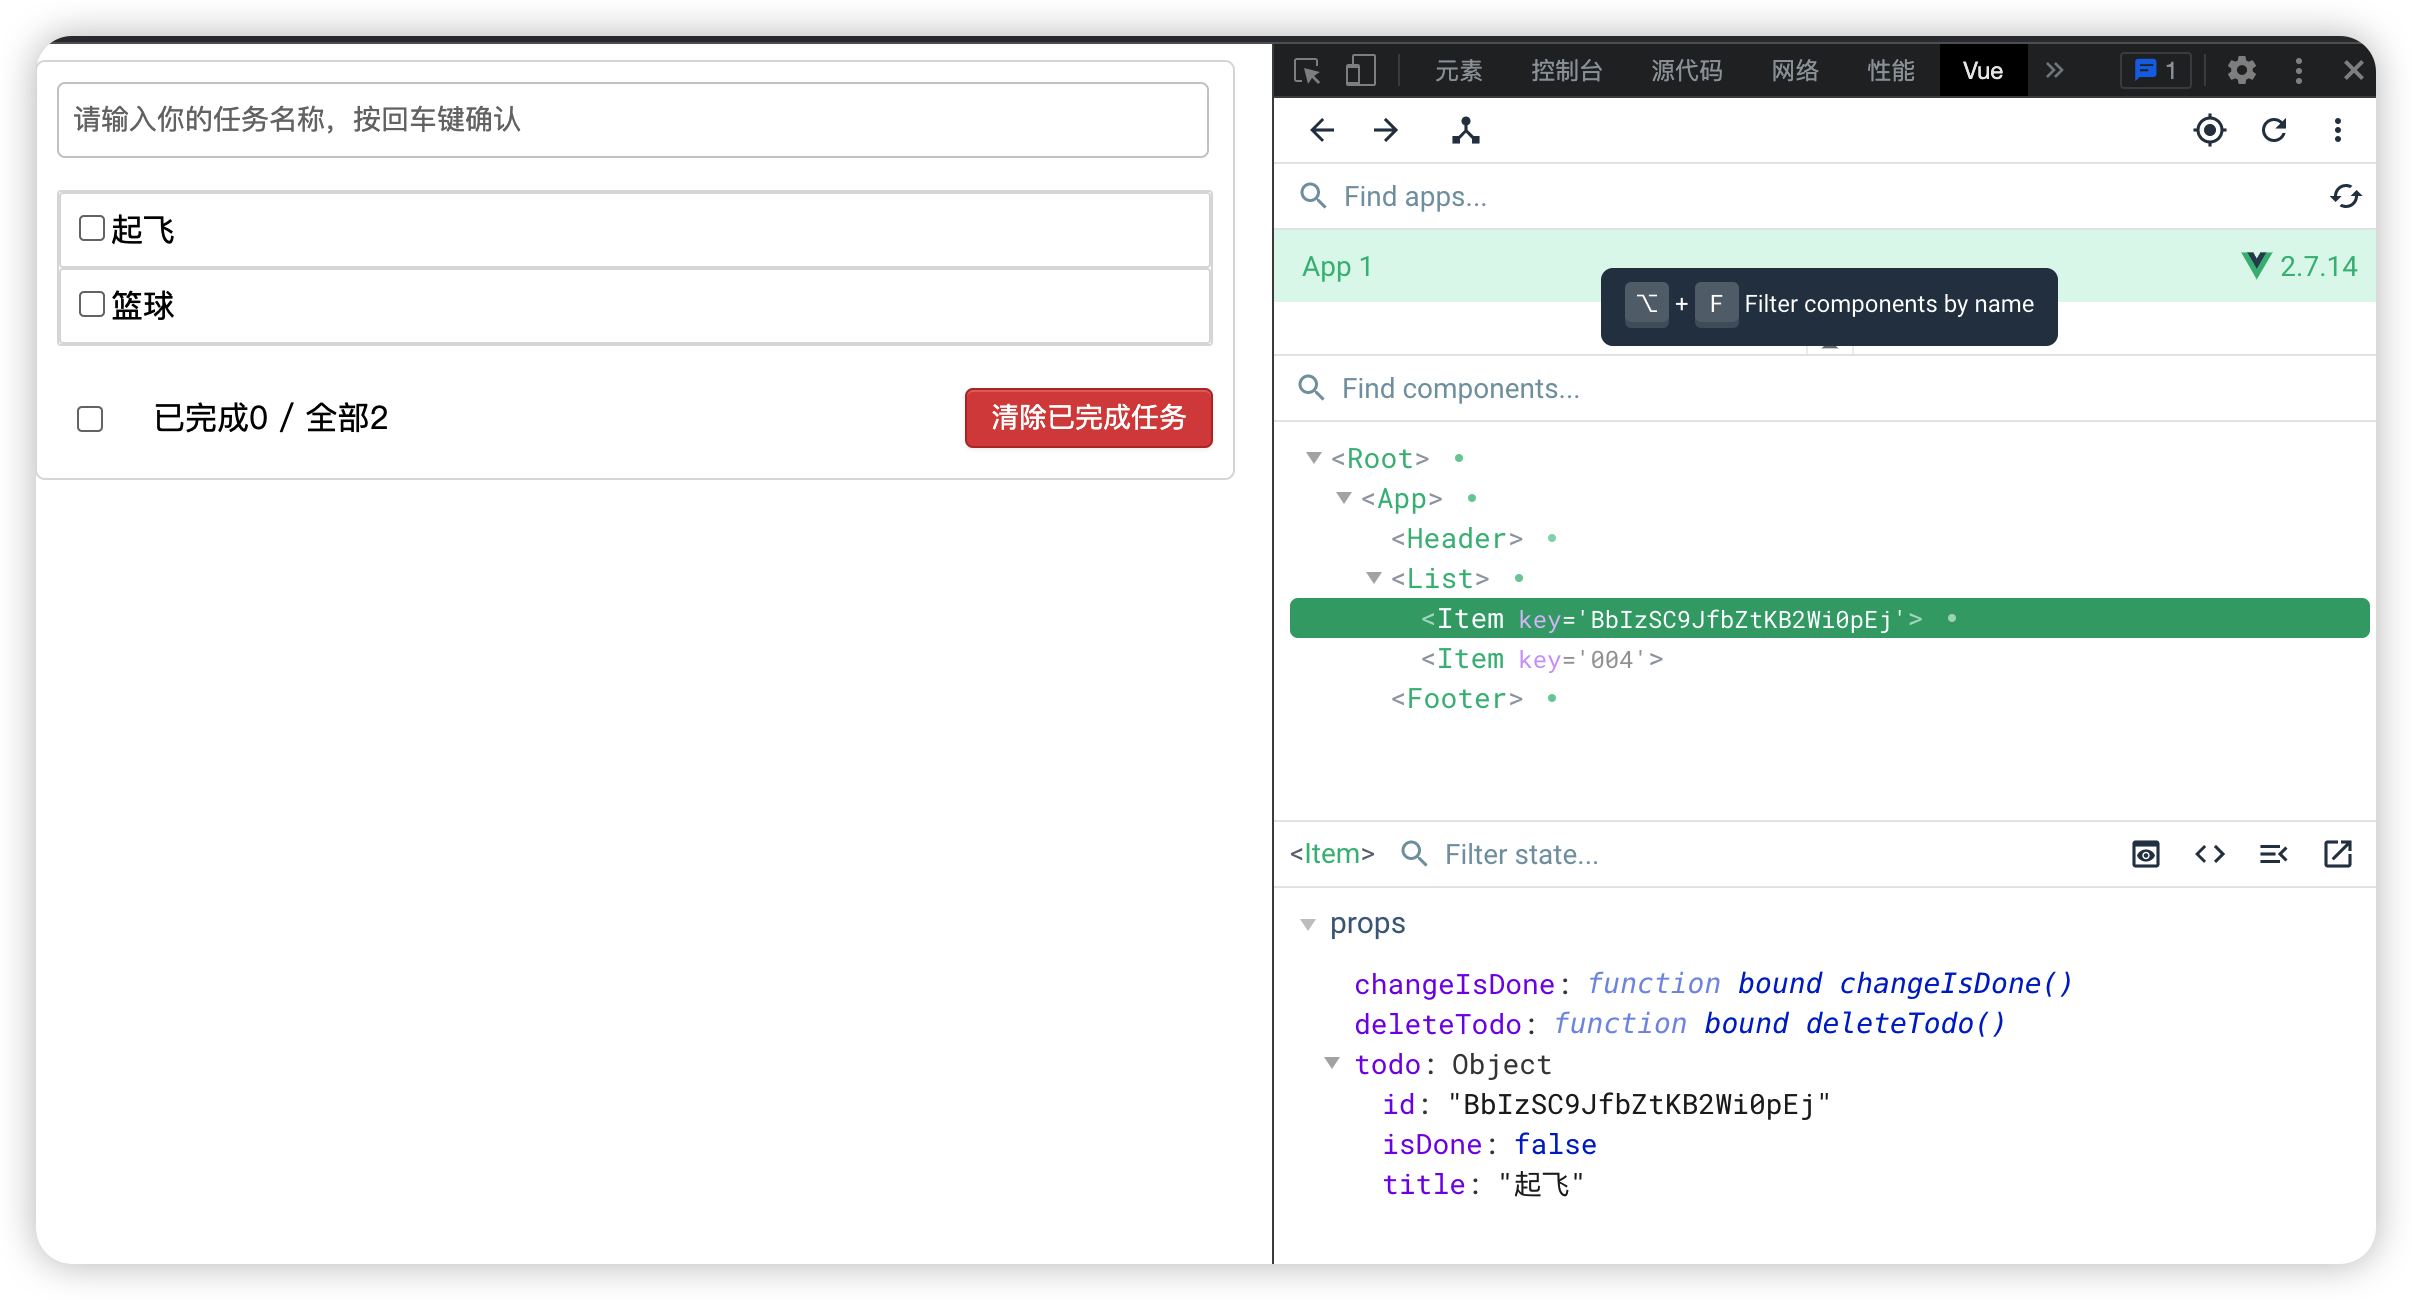 请输入你的任务名称，按回车键确认
起飞
篮球
已完成0 / 全部2
清除已完成任务
元素 控制台 源代码 网络 性能 Vue 1
Find apps...
App 1 2.7.14
⌥ + F Filter components by name
Find components...
<Root>
<App>
<Header>
<List>
<Item key='BbIzSC9JfbZtKB2Wi0pEj'>
<Item key='004'>
<Footer>
<Item> Filter state...
props
changeIsDone: function bound changeIsDone()
deleteTodo: function bound deleteTodo()
todo: Object
id: "BbIzSC9JfbZtKB2Wi0pEj"
isDone: false
title: "起飞"